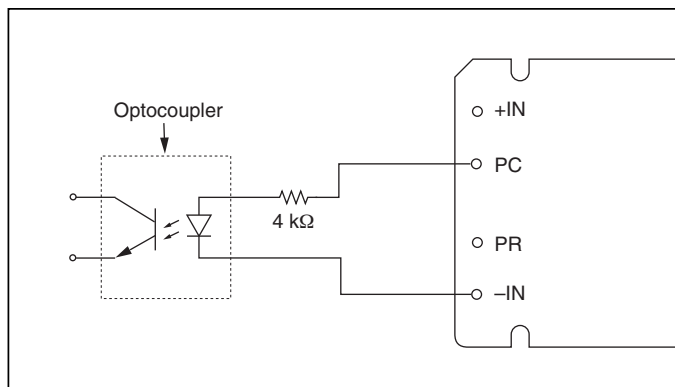 +IN
Optocoupler
PC
4 kΩ
PR
–IN